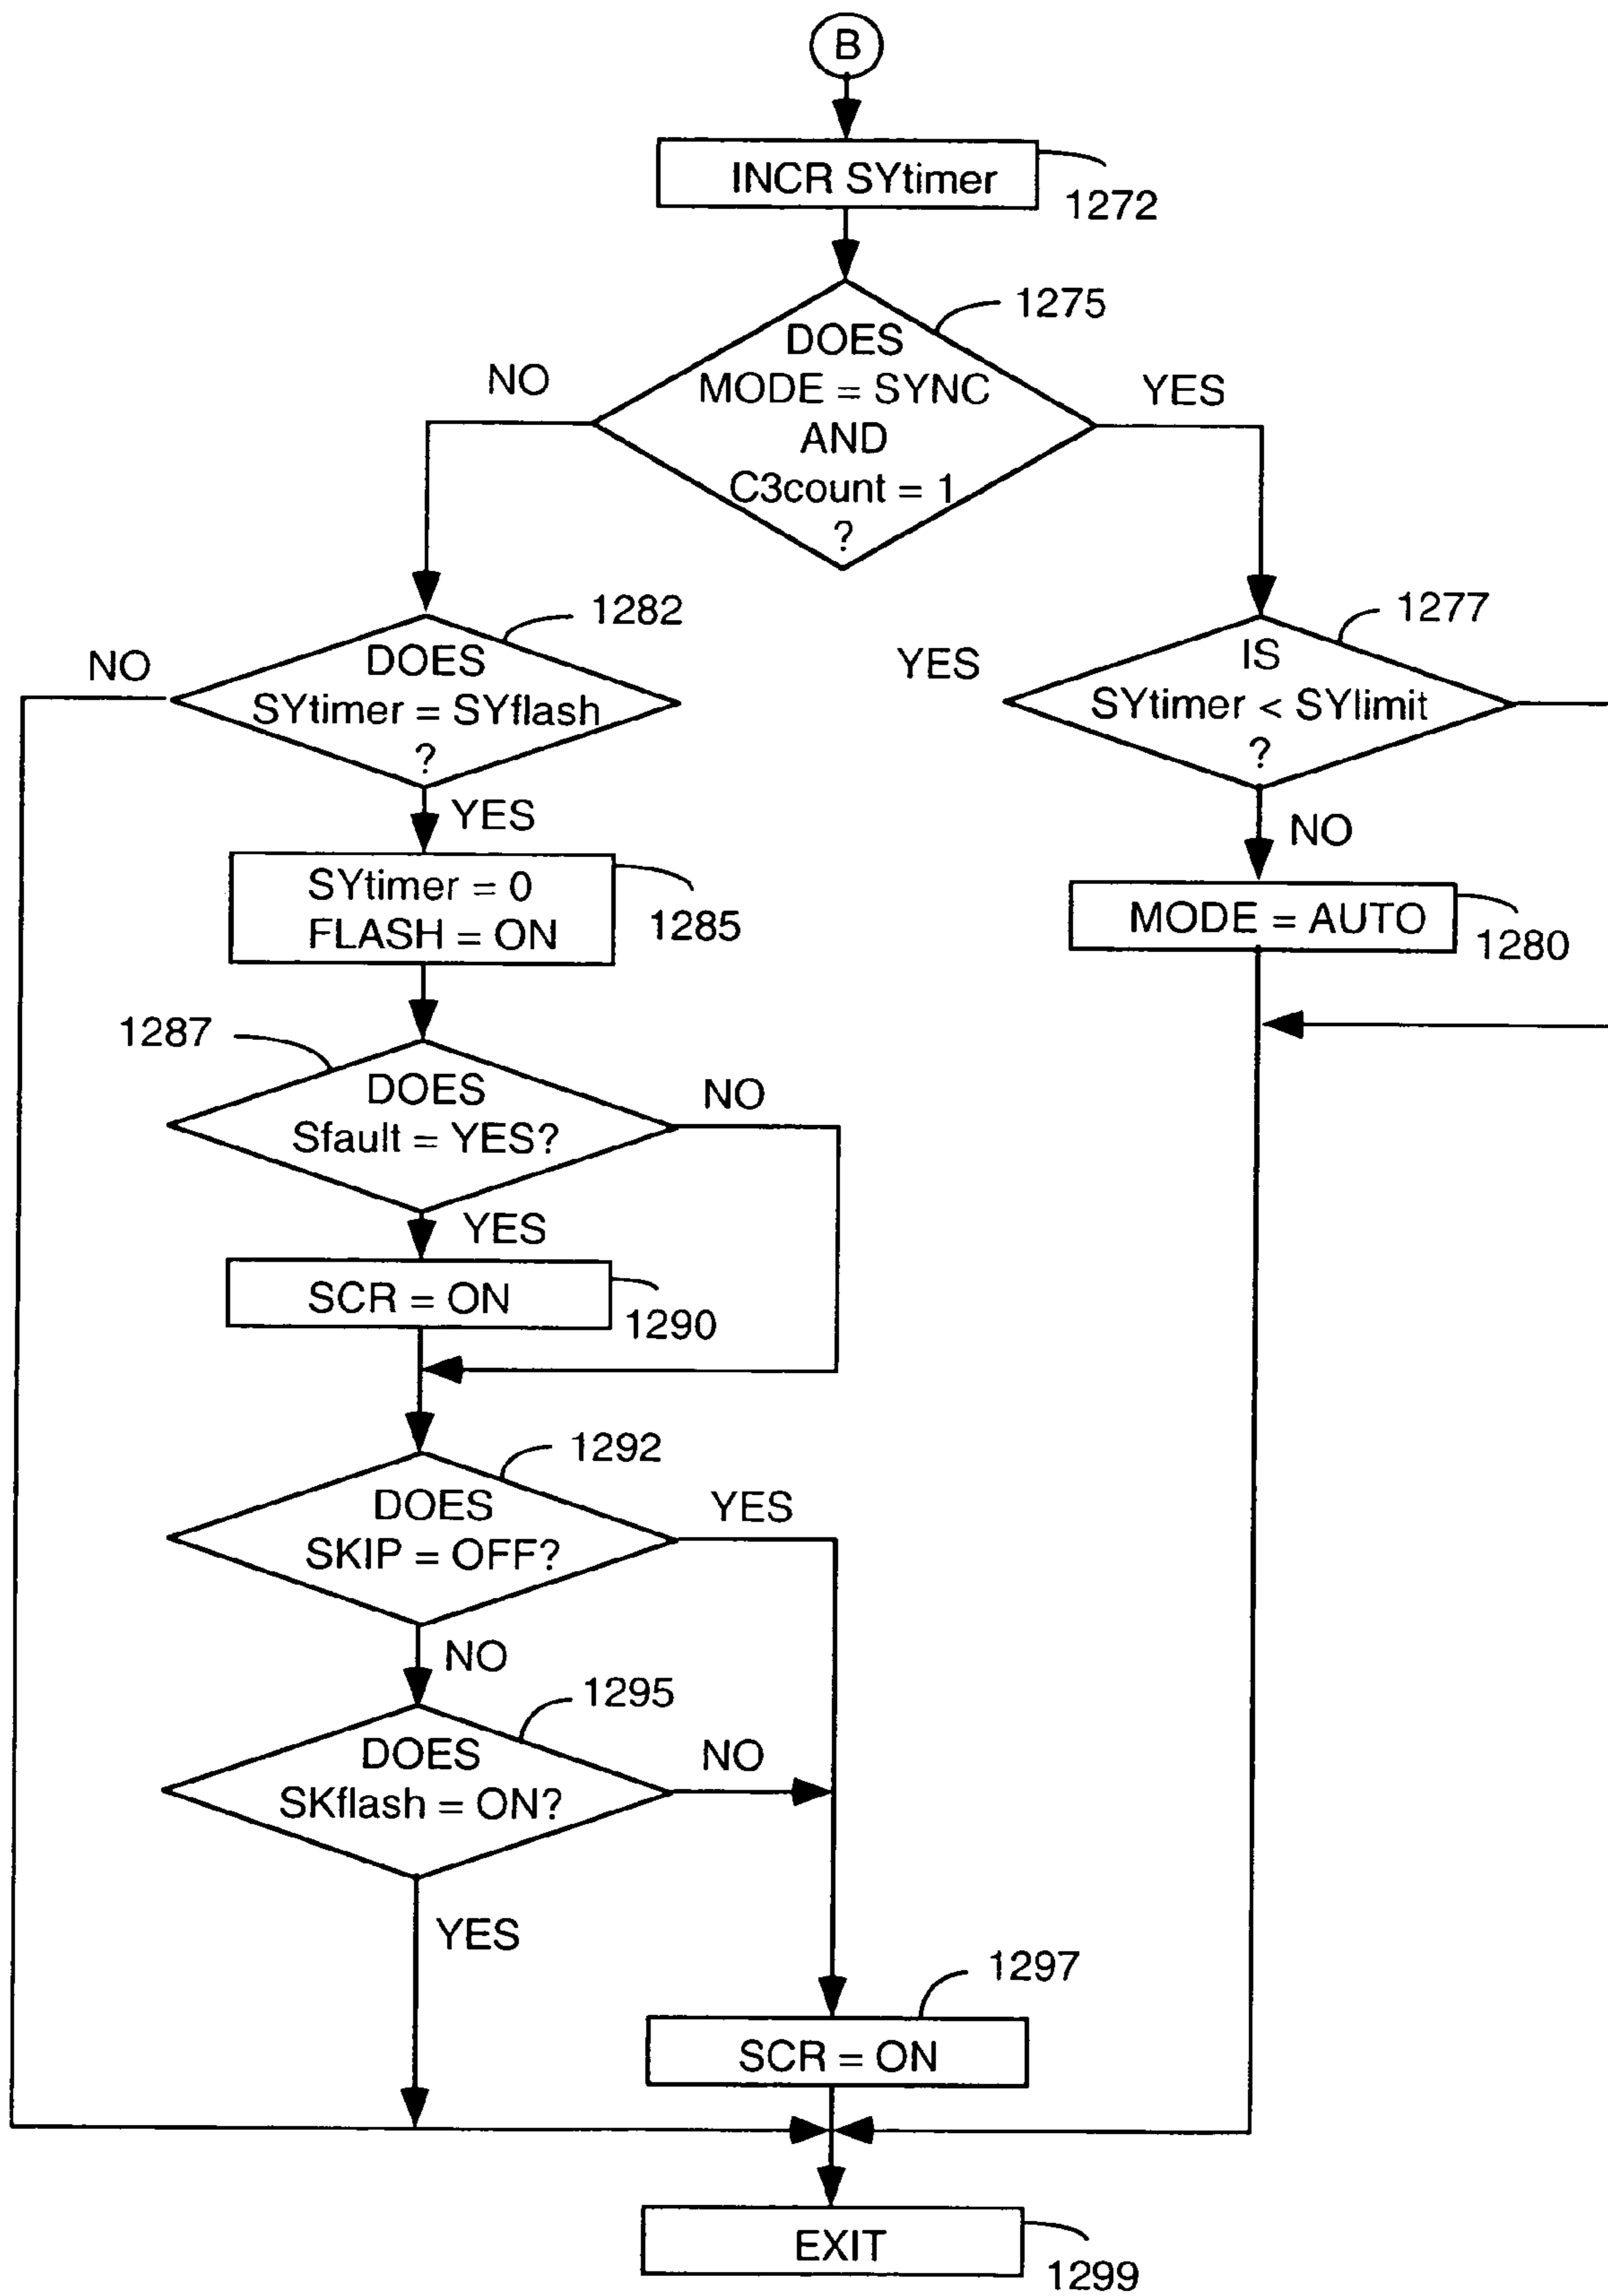 B
INCR SYtimer
1272
1275
DOES
MODE = SYNC
AND
C3count = 1
?
NO
YES
1282
DOES
SYtimer = SYflash
?
NO
YES
1277
IS
SYtimer < SYlimit
?
YES
NO
SYtimer = 0
FLASH = ON
1285
MODE = AUTO
1280
1287
DOES
Sfault = YES?
NO
YES
SCR = ON
1290
1292
DOES
SKIP = OFF?
YES
NO
1295
DOES
SKflash = ON?
NO
YES
1297
SCR = ON
EXIT
1299